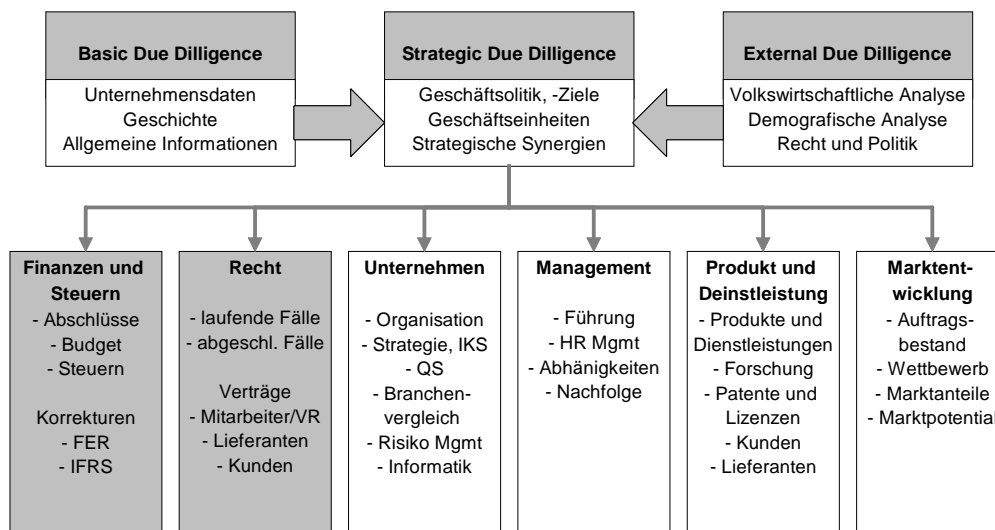 Basic Due Dilligence
Unternehmensdaten
Geschichte
Allgemeine Informationen
Strategic Due Dilligence
Geschäftsolitik, -Ziele
Geschäftseinheiten
Strategische Synergien
External Due Dilligence
Volkswirtschaftliche Analyse
Demografische Analyse
Recht und Politik
Finanzen und
Steuern
- Abschlüsse
- Budget
- Steuern
Korrekturen
- FER
- IFRS
Recht
- laufende Fälle
- abgeschl. Fälle
Verträge
- Mitarbeiter/VR
- Lieferanten
- Kunden
Unternehmen
- Organisation
- Strategie, IKS
- QS
- Branchen-
vergleich
- Risiko Mgmt
- Informatik
Management
- Führung
- HR Mgmt
- Abhänigkeiten
- Nachfolge
Produkt und
Deinstleistung
- Produkte und
Dienstleistungen
- Forschung
- Patente und
Lizenzen
- Kunden
- Lieferanten
Marktent-
wicklung
- Auftrags-
bestand
- Wettbewerb
- Marktanteile
- Marktpotential